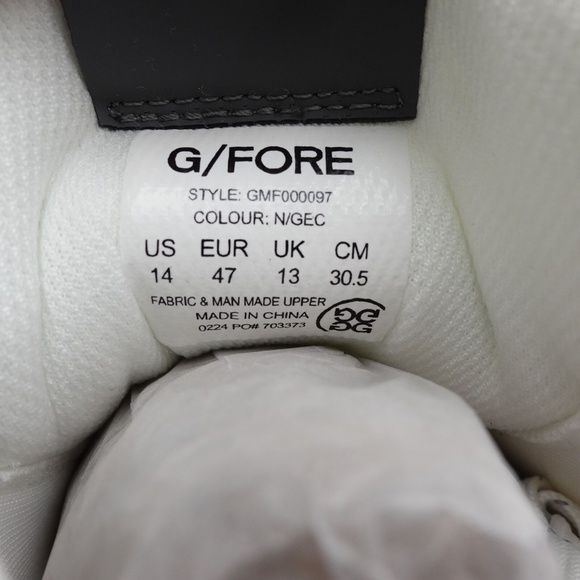 G/FORE
STYLE: GMF000097
COLOUR: N/GEC
US EUR UK CM
14 47 13 30.5
FABRIC & MAN MADE UPPER
MADE IN CHINA
0224 PO# 703373